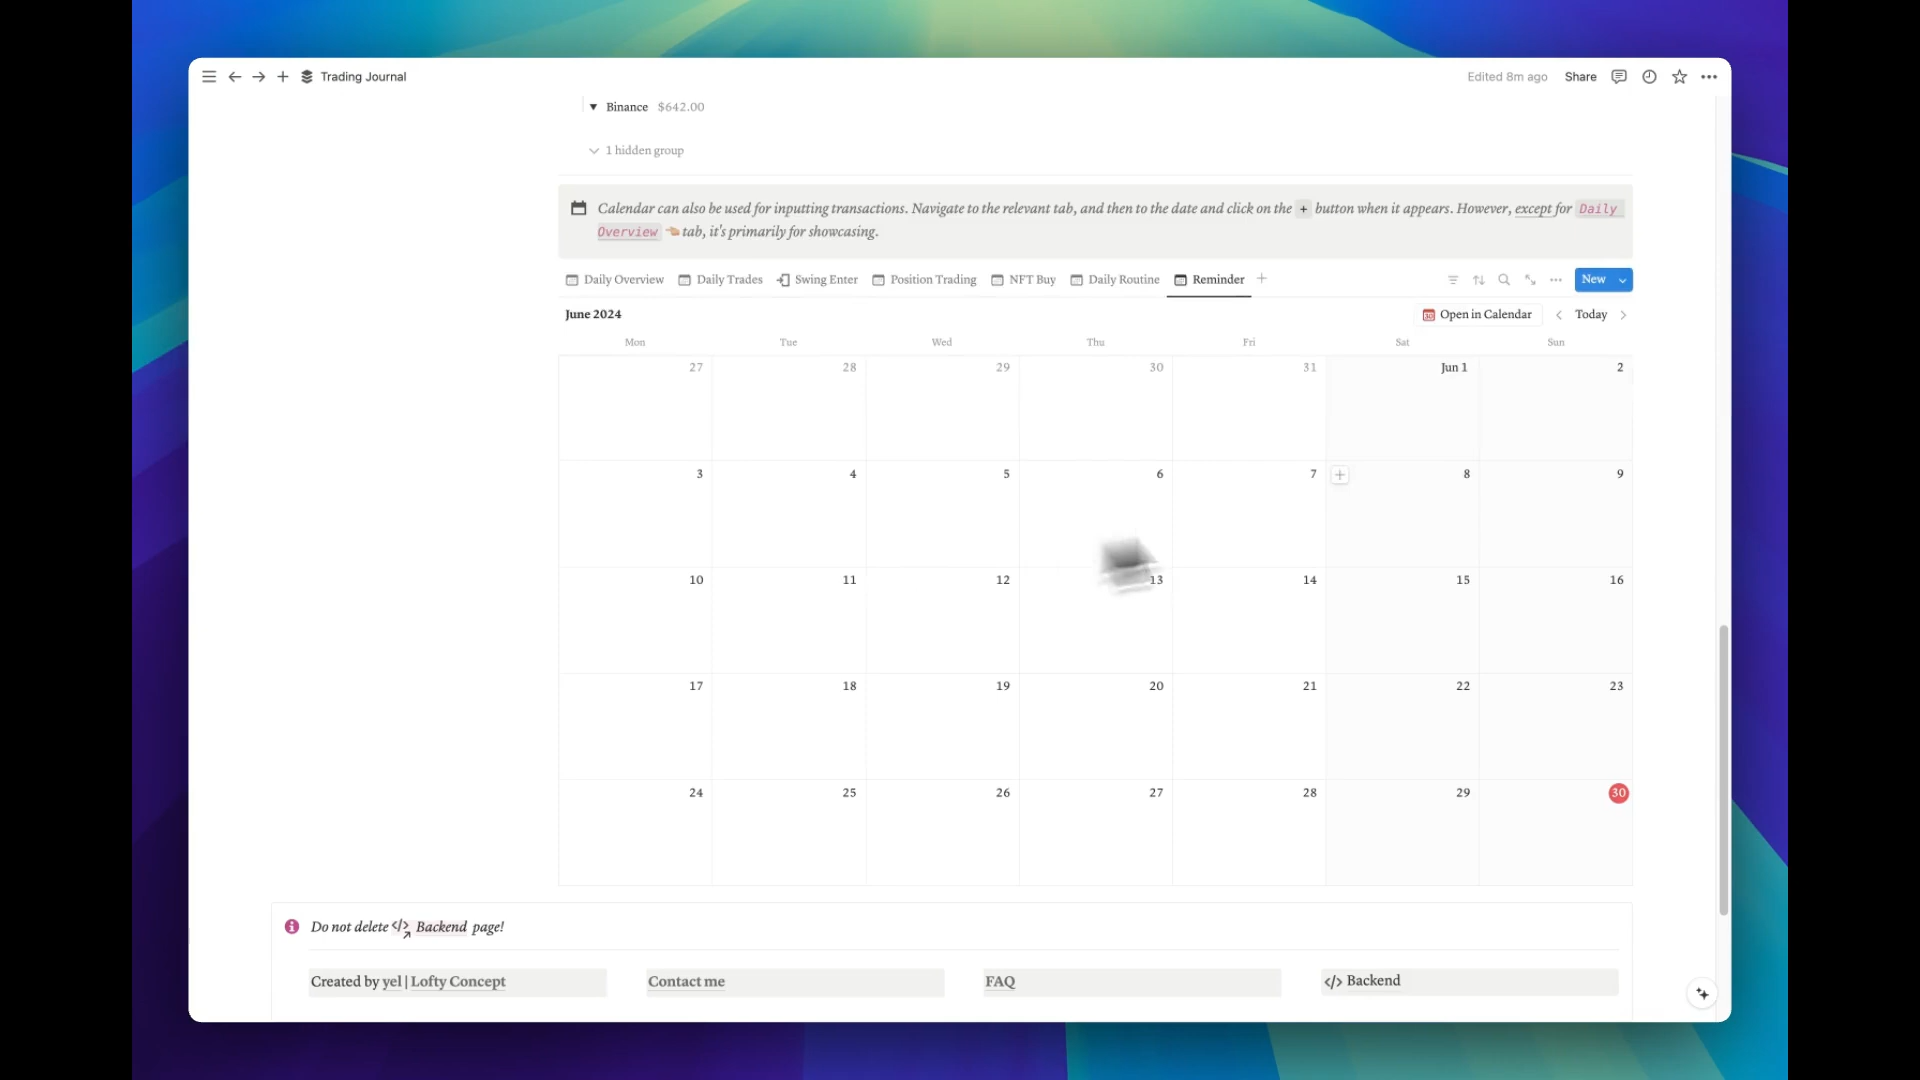 Trading Journal
Edited 8m ago
Share
Binance $642.00
1 hidden group
Calendar can also be used for inputting transactions. Navigate to the relevant tab, and then to the date and click on the + button when it appears. However, except for Daily
Overview 👈 tab, it's primarily for showcasing.
Daily Overview
Daily Trades
Swing Enter
Position Trading
NFT Buy
Daily Routine
Reminder
New
June 2024
Open in Calendar
Today
Mon Tue Wed Thu Fri Sat Sun
27 28 29 30 31 Jun 1 2
3 4 5 6 7 8 9
10 11 12 13 14 15 16
17 18 19 20 21 22 23
24 25 26 27 28 29 30
Do not delete </> Backend page!
Created by yel | Lofty Concept
Contact me
FAQ
</> Backend